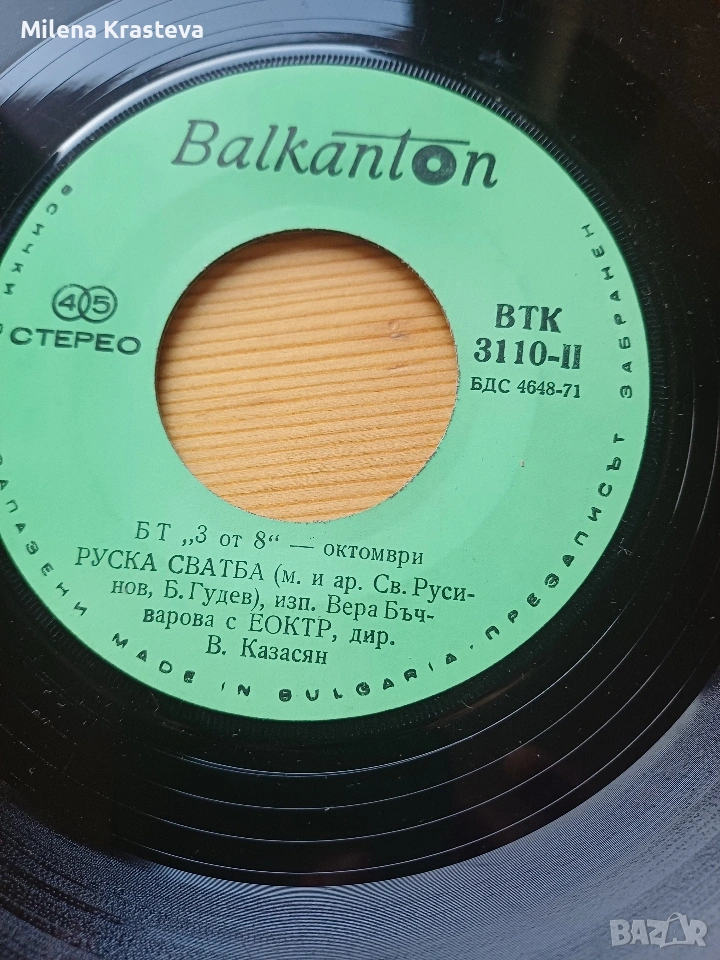 Milena Krasteva
Balkanton
45
СТЕРЕО
ВТК
3110-II
БДС 4648-71
БТ „3 от 8“ — октомври
РУСКА СВАТБА (м. и ар. Св. Руси-
нов, Б. Гудев), изп. Вера Бъч-
варова с ЕОКТР, дир.
В. Казасян
ВСИЧКИ
ЗАПАЗЕНИ
MADE IN BULGARIA · ПРЕЗАПИСЪТ ЗАБРАНЕН
BAZAR